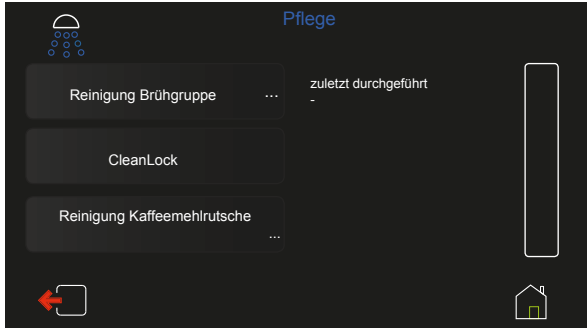 Pflege
Reinigung Brühgruppe ...
zuletzt durchgeführt
-
CleanLock
Reinigung Kaffeemehlrutsche
...